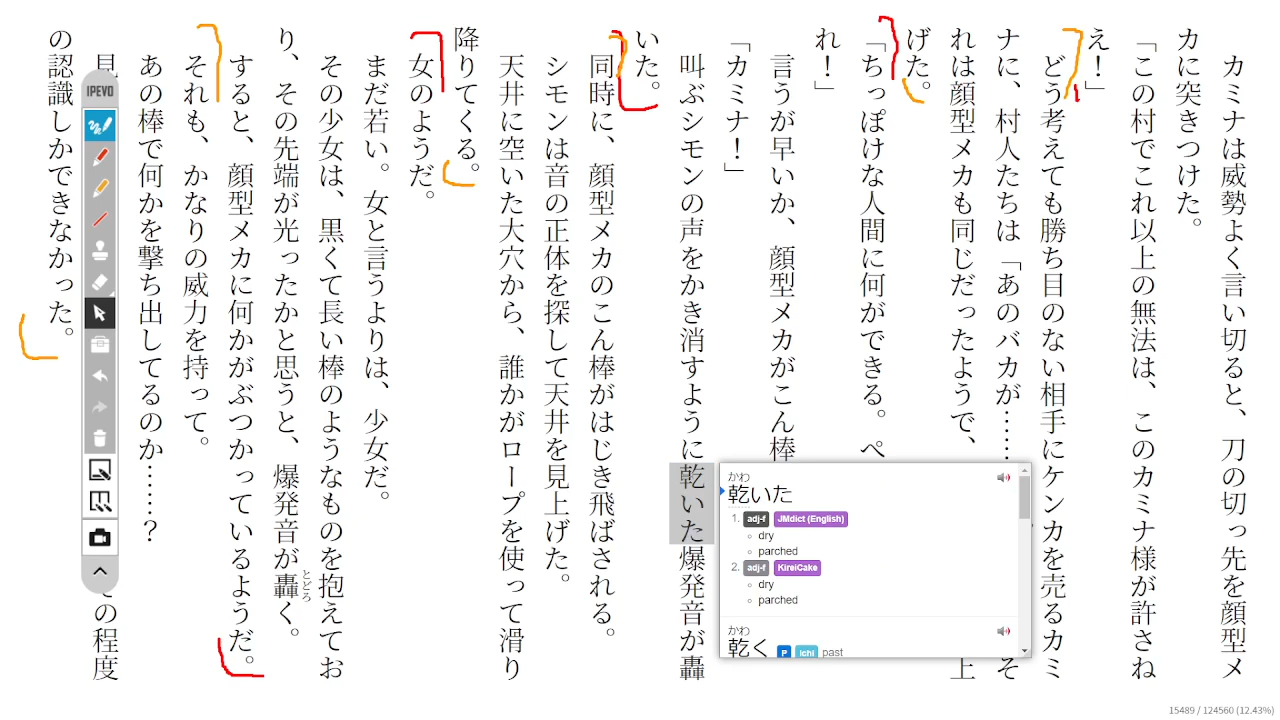 カミナは威勢よく言い切ると、刀の切っ先を顔型メ
カに突きつけた。
「この村でこれ以上の無法は、このカミナ様が許さね
え！」
どう考えても勝ち目のない相手にケンカを売るカミ
ナに、村人たちは「あのバカが……そ
れは顔型メカも同じだったようで、上
げた。
「ちっぽけな人間に何ができる。ぺ
れ！」
言うが早いか、顔型メカがこん棒
「カミナ！」
叫ぶシモンの声をかき消すように乾いた爆発音が轟
いた。
同時に、顔型メカのこん棒がはじき飛ばされる。
シモンは音の正体を探して天井を見上げた。
天井に空いた大穴から、誰かがロープを使って滑り
降りてくる。
女のようだ。
まだ若い。女と言うよりは、少女だ。
その少女は、黒くて長い棒のようなものを抱えてお
り、その先端が光ったかと思うと、爆発音が轟く。
とどろ
すると、顔型メカに何かがぶつかっているようだ。
それも、かなりの威力を持って。
あの棒で何かを撃ち出してるのか……？
見の程度
の認識しかできなかった。
IPEVO
かわ
乾いた
1. adj-f JMdict (English)
dry
parched
2. adj-f KireiCake
dry
parched
かわ
乾く P ichi past
15489 / 124560 (12.43%)